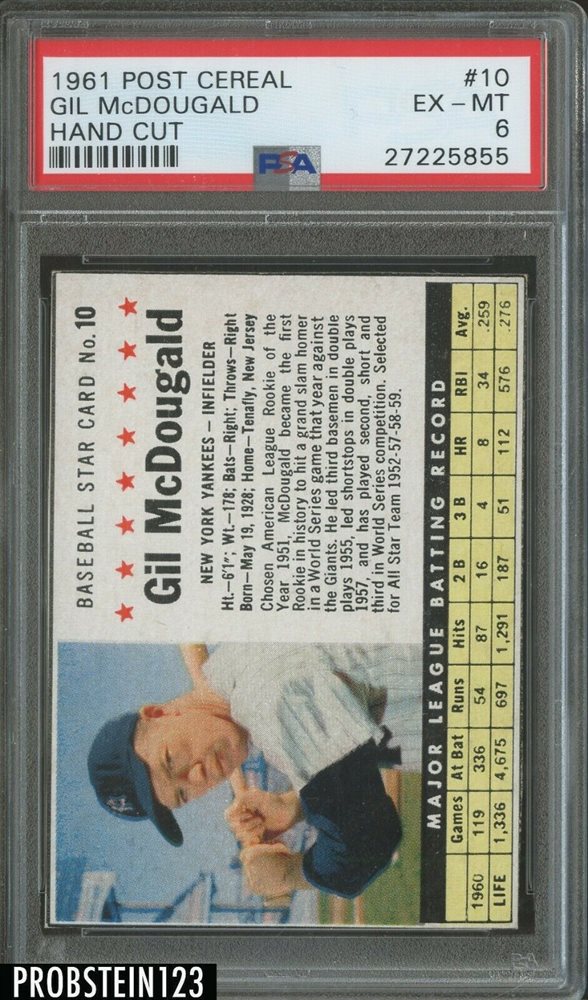 1961 POST CEREAL #10
GIL McDOUGALD EX - MT
HAND CUT 6
PSA 27225855
BASEBALL STAR CARD No. 10
Gil McDougald
NEW YORK YANKEES — INFIELDER
Ht.—6'1"; Wt.—178; Bats—Right; Throws—Right
Born—May 19, 1928; Home—Tenafly, New Jersey
Chosen American League Rookie of the
Year 1951, McDougald became the first
Rookie in history to hit a grand slam homer
in a World Series game that year against
the Giants. He led third basemen in double
plays 1955, led shortstops in double plays
1957, and has played second, short and
third in World Series competition. Selected
for All Star Team 1952-57-58-59.
MAJOR LEAGUE BATTING RECORD
Games At Bat Runs Hits 2 B 3 B HR RBI Avg.
1960 119 336 54 87 16 4 8 34 .259
LIFE 1,336 4,675 697 1,291 187 51 112 576 .276
PROBSTEIN123